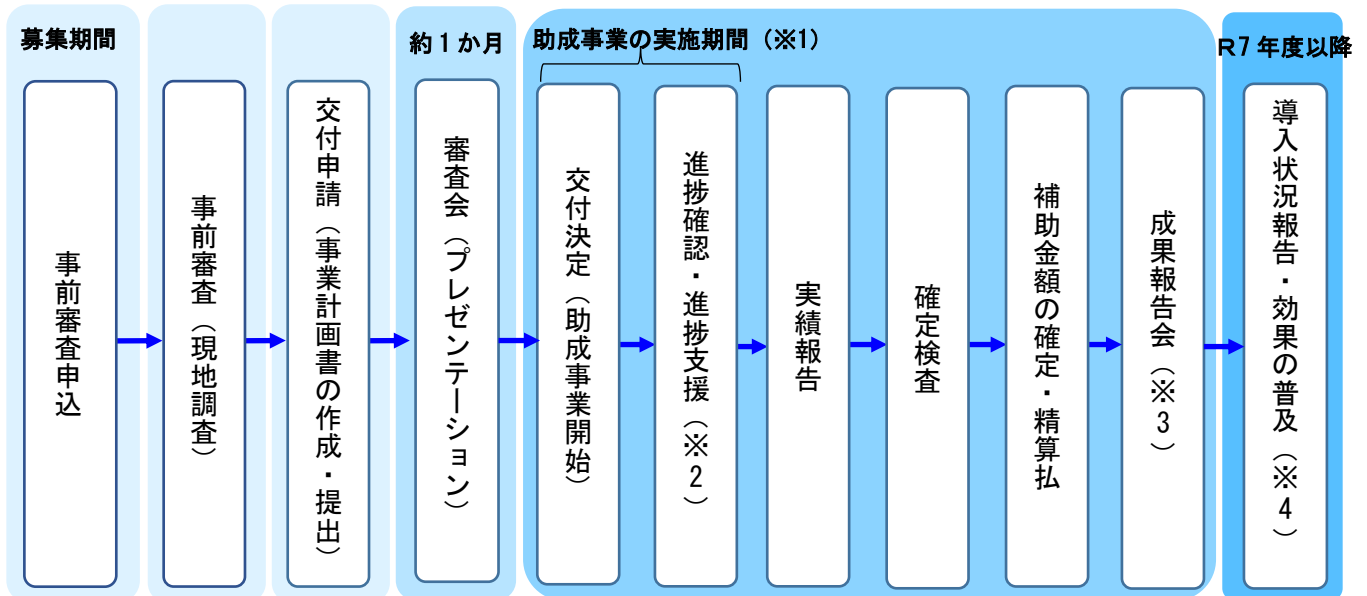 募集期間
約1か月
助成事業の実施期間(※1)
R7年度以降
事前審査申込
事前審査(現地調査)
交付申請(事業計画書の作成・提出)
審査会(プレゼンテーション)
交付決定(助成事業開始)
進捗確認・進捗支援(※2)
実績報告
確定検査
補助金額の確定・精算払
成果報告会(※3)
導入状況報告・効果の普及(※4)